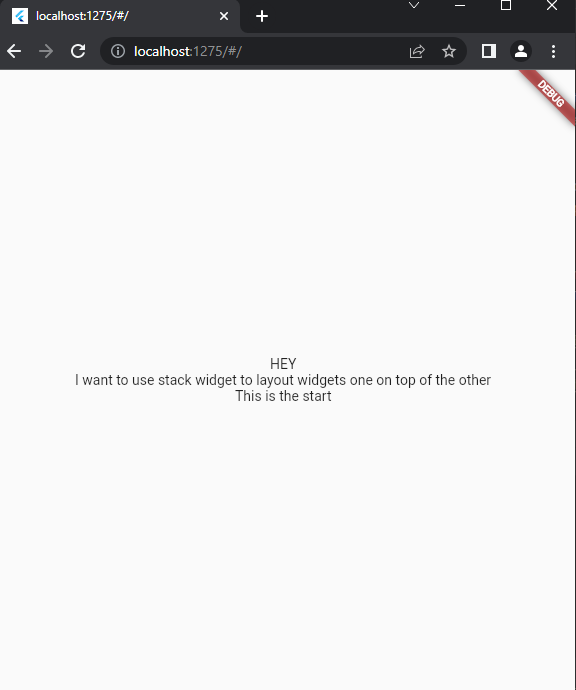 localhost:1275/#/
localhost:1275/#/
DEBUG
HEY
I want to use stack widget to layout widgets one on top of the other
This is the start